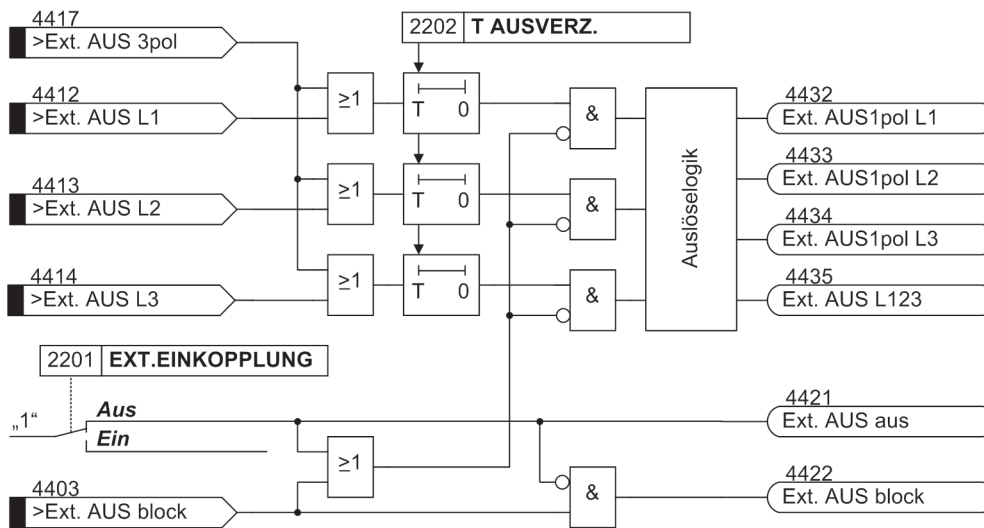 4417
>Ext. AUS 3pol
2202 T AUSVERZ.
4412
>Ext. AUS L1
≥1
T 0
&
4432
Ext. AUS1pol L1
4413
>Ext. AUS L2
≥1
T 0
&
4433
Ext. AUS1pol L2
Auslöselogik
4434
Ext. AUS1pol L3
4414
>Ext. AUS L3
≥1
T 0
&
4435
Ext. AUS L123
2201 EXT.EINKOPPLUNG
„1“
Aus
Ein
4421
Ext. AUS aus
≥1
4403
>Ext. AUS block
&
4422
Ext. AUS block